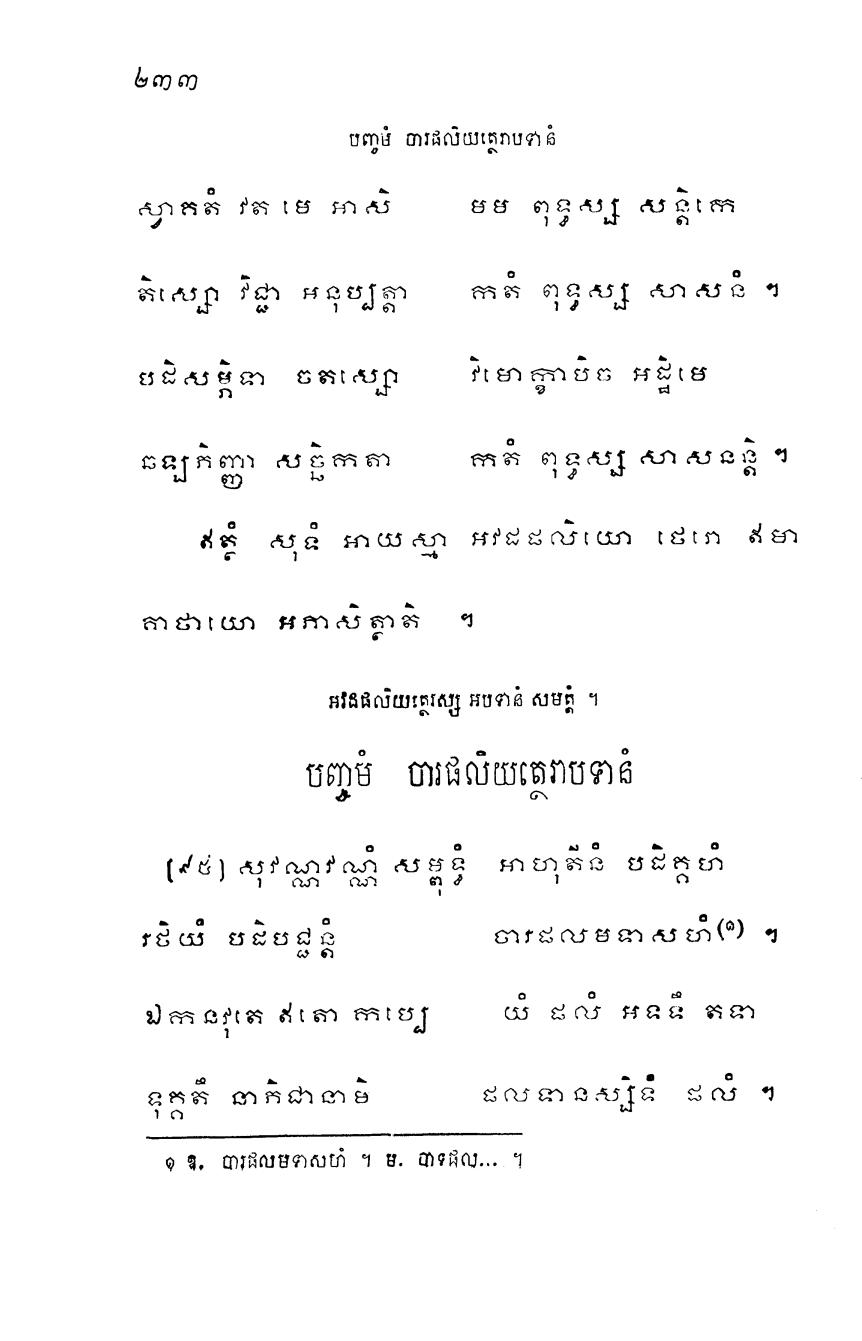 ២៣៣
បញ្ចមំ បារផលិយត្ថេរាបទានំ
ស្វាគតំ វត មេ អាសិ មម ពុទ្ធស្ស សន្តិកេ
តិស្សោ វិជ្ជា អនុប្បត្តា កតំ ពុទ្ធស្ស សាសនំ ។
បដិសម្ភិទា ចតស្សោ វិមោក្ខាបិច អដ្ឋិមេ
ឆឡភិញ្ញា សច្ឆិកតា កតំ ពុទ្ធស្ស សាសនន្តិ ។
ឥត្ថំ សុទំ អាយស្មា អវដផលិយោ ថេរោ ឥមា
គាថាយោ អភាសិត្ថាតិ ។
អវដផលិយត្ថេរស្ស អបទានំ សមត្តំ ។
បញ្ចមំ បារផលិយត្ថេរាបទានំ
[៩៥] សុវណ្ណវណ្ណំ សម្ពុទ្ធំ អាហុតីនំ បដិគ្គហំ
រថិយំ បដិបជ្ជន្តំ ចារផលមទាសហំ(១) ។
ឯកនវុតេ ឥតោ កប្បេ យំ ផលំ អទទឹ តទា
ទុគ្គតឹ នាភិជានាមិ ផលទានស្សិទំ ផលំ ។
១ ឱ. បារផលមទាសហំ ។ ម. បាទផល... ។